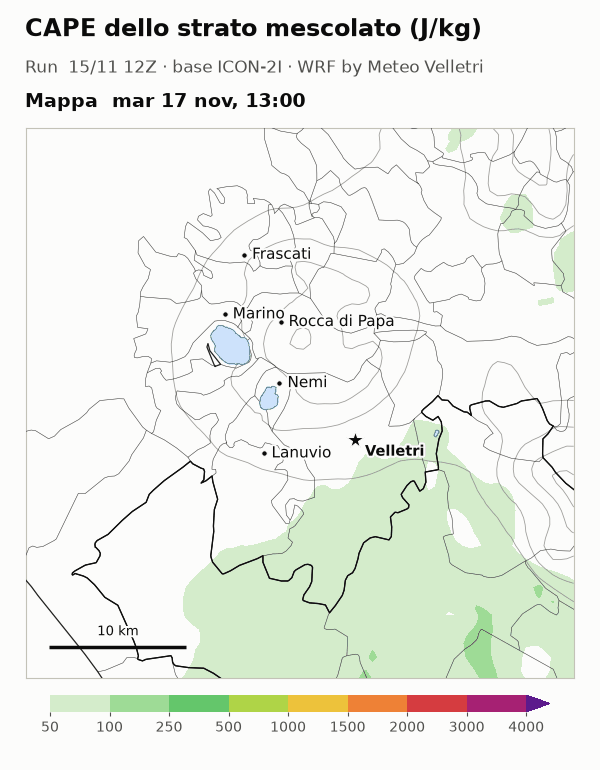 CAPE dello strato mescolato (J/kg)
Run  15/11 12Z · base ICON-2I · WRF by Meteo Velletri
Mappa  mar 17 nov, 13:00
Frascati
Marino
Rocca di Papa
Nemi
Velletri
Lanuvio
10 km
50 100 250 500 1000 1500 2000 3000 4000